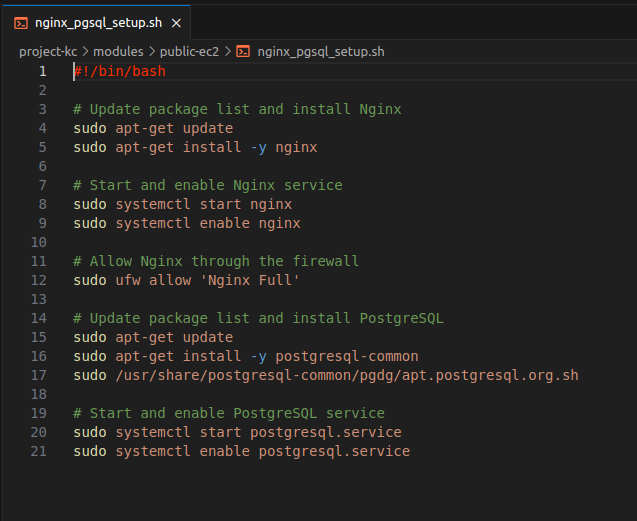 nginx_pgsql_setup.sh ×
project-kc > modules > public-ec2 > nginx_pgsql_setup.sh
1 #!/bin/bash
2
3 # Update package list and install Nginx
4 sudo apt-get update
5 sudo apt-get install -y nginx
6
7 # Start and enable Nginx service
8 sudo systemctl start nginx
9 sudo systemctl enable nginx
10
11 # Allow Nginx through the firewall
12 sudo ufw allow 'Nginx Full'
13
14 # Update package list and install PostgreSQL
15 sudo apt-get update
16 sudo apt-get install -y postgresql-common
17 sudo /usr/share/postgresql-common/pgdg/apt.postgresql.org.sh
18
19 # Start and enable PostgreSQL service
20 sudo systemctl start postgresql.service
21 sudo systemctl enable postgresql.service